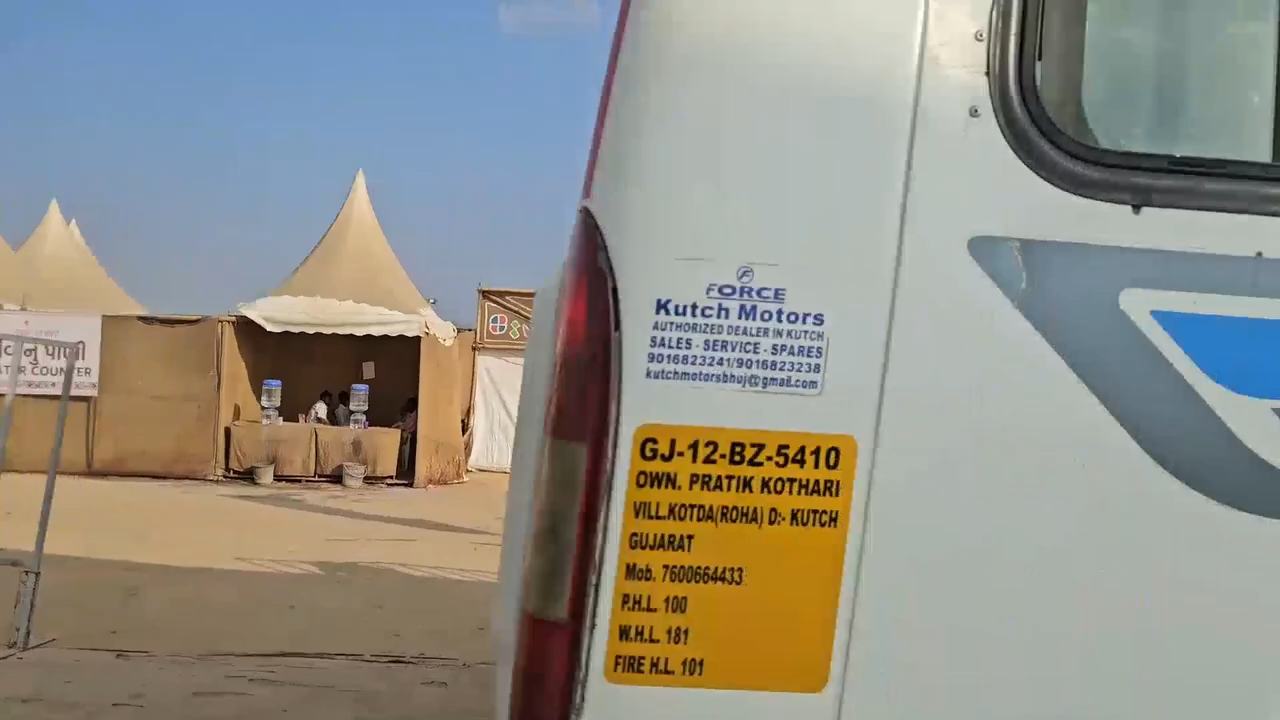 પાણી
COUNTER
FORCE
Kutch Motors
AUTHORIZED DEALER IN KUTCH
SALES - SERVICE - SPARES
9016823241/9016823238
kutchmotorsbhuj@gmail.com
GJ-12-BZ-5410
OWN. PRATIK KOTHARI
VILL.KOTDA(ROHA) D:- KUTCH
GUJARAT
Mob. 7600664433
P.H.L. 100
W.H.L. 181
FIRE H.L. 101